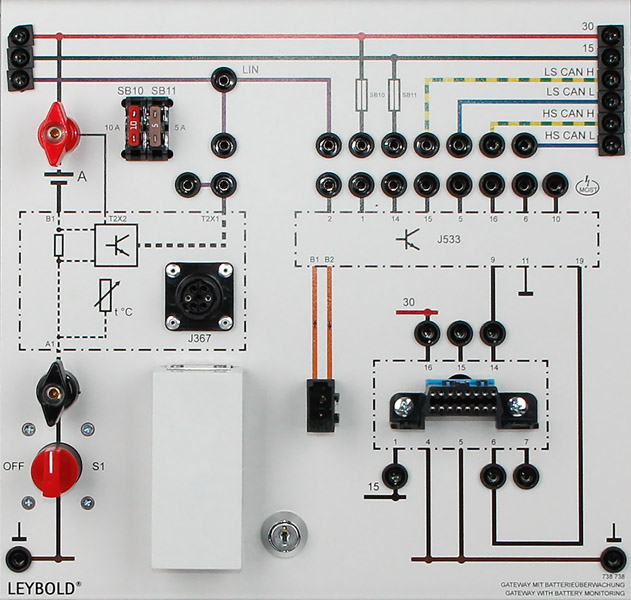 30
15
LIN
LS CAN H
LS CAN L
HS CAN H
HS CAN L
SB10 SB11
10 A 10 5 5 A
SB10 SB11
A
MOST
B1 T2X2 T2X1
2 1 14 15 5 16 6 10
J533
B1 B2 9 11 19
t °C
J367
A1
30
16 15 14
OFF S1
1 4 5 6 7
15
LEYBOLD®
738 738
GATEWAY MIT BATTERIEÜBERWACHUNG
GATEWAY WITH BATTERY MONITORING